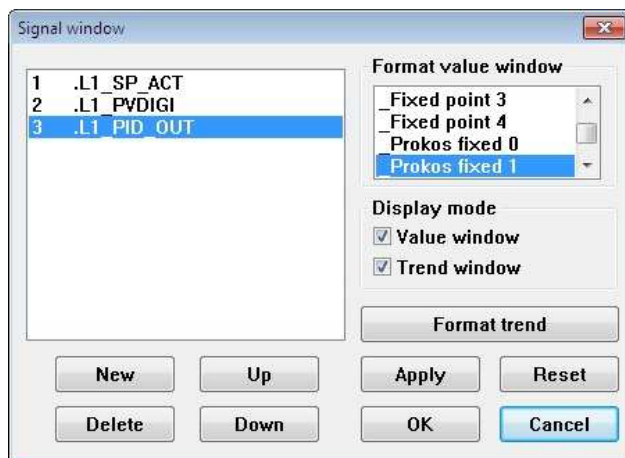 Signal window
1 .L1_SP_ACT
2 .L1_PVDIGI
3 .L1_PID_OUT
Format value window
_Fixed point 3
_Fixed point 4
_Prokos fixed 0
_Prokos fixed 1
Display mode
Value window
Trend window
Format trend
New
Up
Apply
Reset
Delete
Down
OK
Cancel